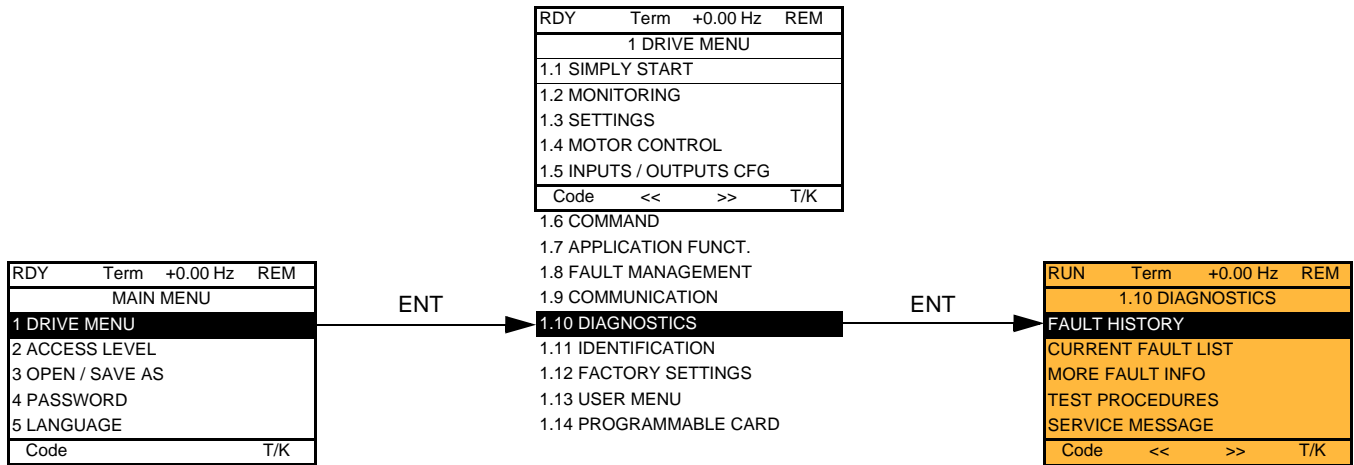 RDY Term +0.00 Hz REM
1 DRIVE MENU
1.1 SIMPLY START
1.2 MONITORING
1.3 SETTINGS
1.4 MOTOR CONTROL
1.5 INPUTS / OUTPUTS CFG
Code << >> T/K
1.6 COMMAND
1.7 APPLICATION FUNCT.
1.8 FAULT MANAGEMENT
1.9 COMMUNICATION
1.10 DIAGNOSTICS
1.11 IDENTIFICATION
1.12 FACTORY SETTINGS
1.13 USER MENU
1.14 PROGRAMMABLE CARD
RDY Term +0.00 Hz REM
MAIN MENU
1 DRIVE MENU
2 ACCESS LEVEL
3 OPEN / SAVE AS
4 PASSWORD
5 LANGUAGE
Code T/K
ENT
ENT
RUN Term +0.00 Hz REM
1.10 DIAGNOSTICS
FAULT HISTORY
CURRENT FAULT LIST
MORE FAULT INFO
TEST PROCEDURES
SERVICE MESSAGE
Code << >> T/K